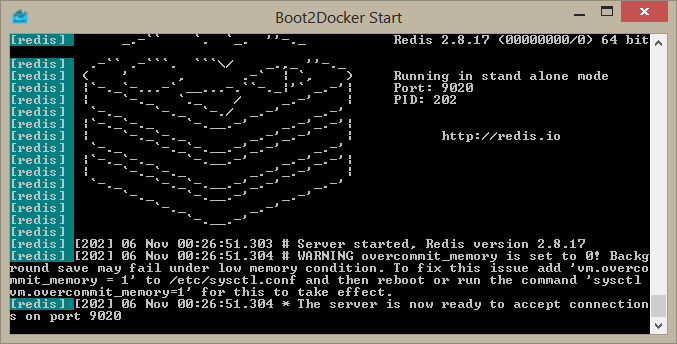 Boot2Docker Start
[redis] Redis 2.8.17 (00000000/0) 64 bit
[redis]
[redis] Running in stand alone mode
[redis] Port: 9020
[redis] PID: 202
[redis]
[redis]
[redis]
[redis] http://redis.io
[redis]
[redis]
[redis]
[redis]
[redis]
[redis]
[redis]
[redis] [202] 06 Nov 00:26:51.303 # Server started, Redis version 2.8.17
[redis] [202] 06 Nov 00:26:51.304 # WARNING overcommit_memory is set to 0! Backg
round save may fail under low memory condition. To fix this issue add 'vm.overco
mmit_memory = 1' to /etc/sysctl.conf and then reboot or run the command 'sysctl
vm.overcommit_memory=1' for this to take effect.
[redis] [202] 06 Nov 00:26:51.304 * The server is now ready to accept connection
s on port 9020